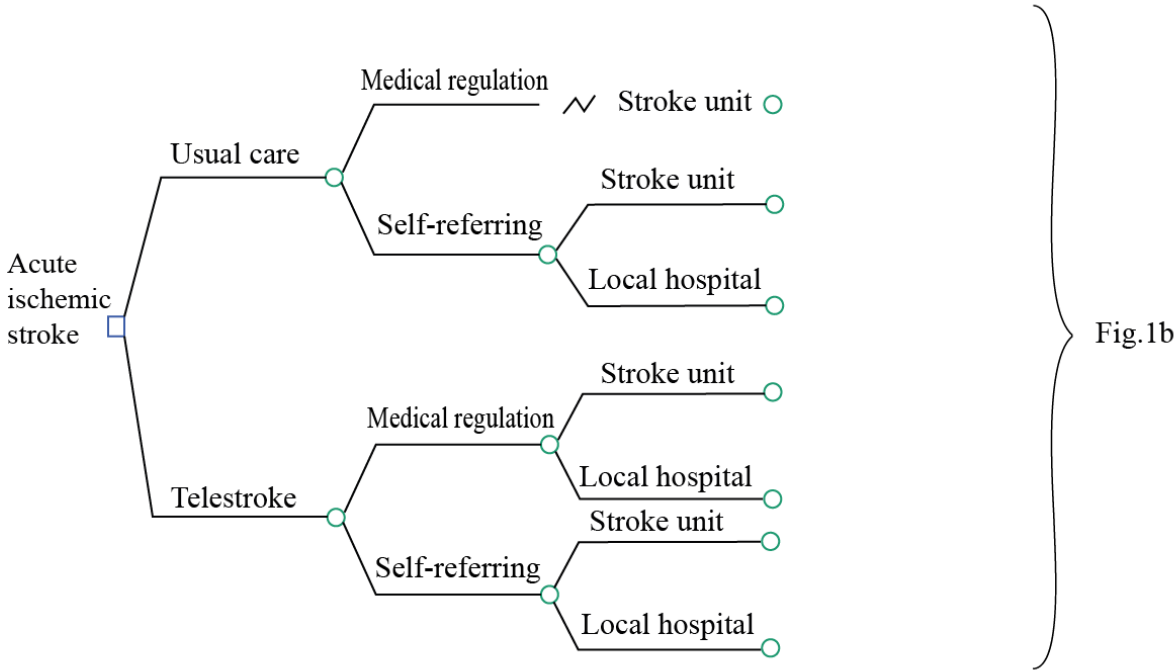 Medical regulation
Stroke unit
Usual care
Stroke unit
Self-referring
Local hospital
Acute
ischemic
stroke
Fig.1b
Stroke unit
Medical regulation
Local hospital
Telestroke
Stroke unit
Self-referring
Local hospital